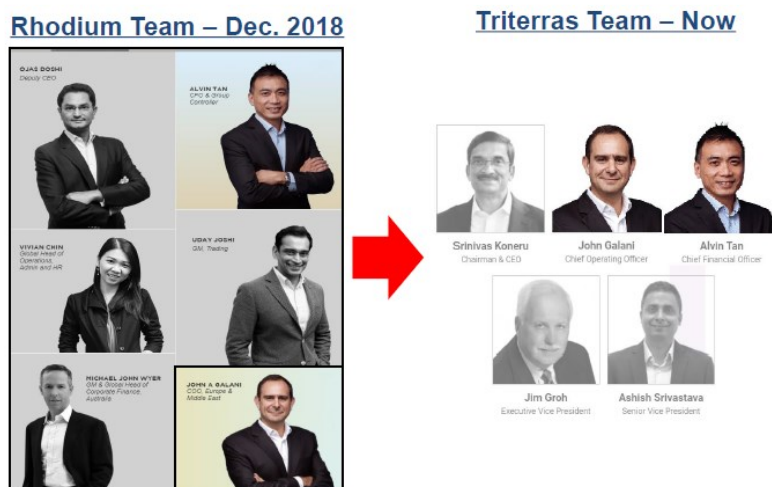 Rhodium Team – Dec. 2018
OJAS DOSHI
Deputy CEO
ALVIN TAN
CFO & Group
Controller
VIVIAN CHIN
Global Head of
Operations,
Admin and HR
UDAY JOSHI
GM, Trading
MICHAEL JOHN WYER
GM & Global Head of
Corporate Finance,
Australia
JOHN A GALANI
COO, Europe &
Middle East
Triterras Team – Now
Srinivas Koneru
Chairman & CEO
John Galani
Chief Operating Officer
Alvin Tan
Chief Financial Officer
Jim Groh
Executive Vice President
Ashish Srivastava
Senior Vice President